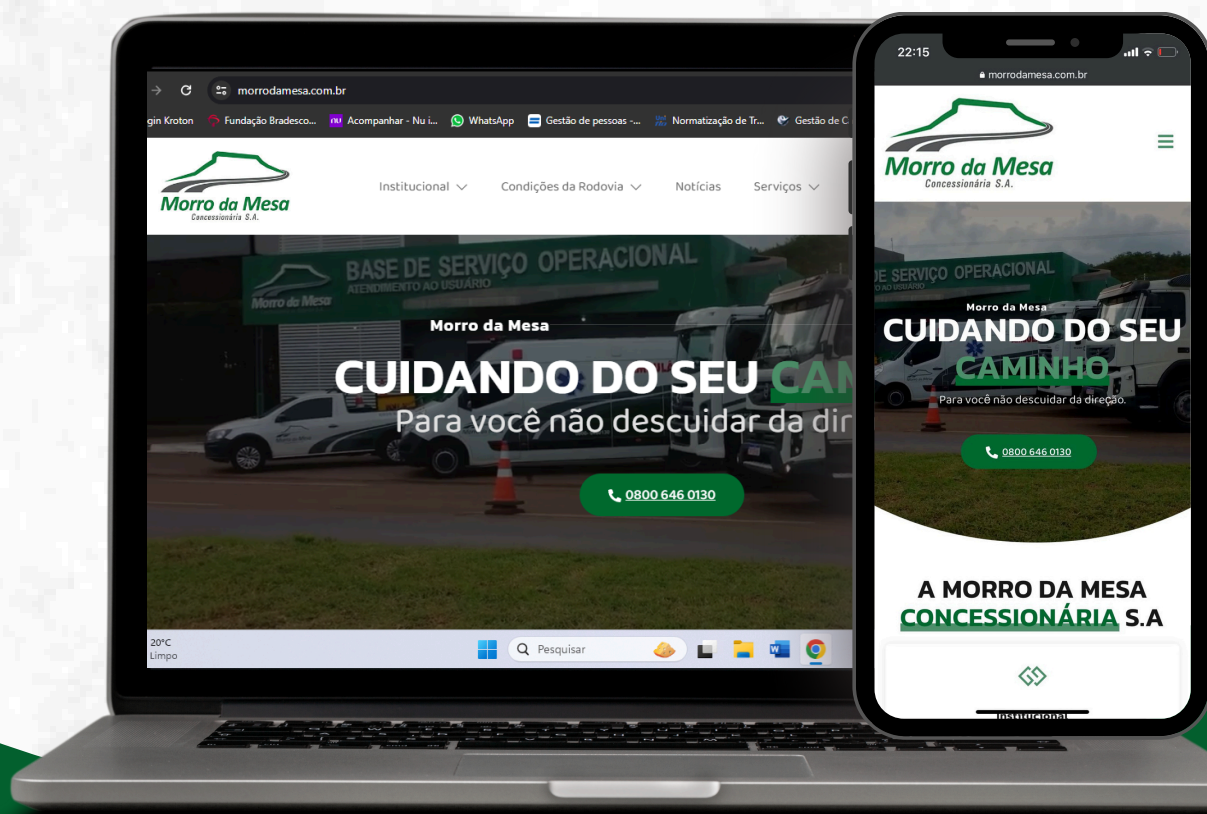 morrodamesa.com.br
gin Kroton
Fundação Bradesco...
nu
Acompanhar - Nu i...
WhatsApp
Gestão de pessoas -...
Normatização de Tr...
Gestão de C
Morro da Mesa
Concessionária S.A.
Institucional
Condições da Rodovia
Notícias
Serviços
BASE DE SERVIÇO OPERACIONAL
ATENDIMENTO AO USUÁRIO
Morro da Mesa
Morro da Mesa
CUIDANDO DO SEU CAM
Para você não descuidar da dir
0800 646 0130
20°C
Limpo
Pesquisar
W
22:15
morrodamesa.com.br
Morro da Mesa
Concessionária S.A.
DE SERVIÇO OPERACIONAL
AO USUÁRIO
Morro da Mesa
CUIDANDO DO SEU
CAMINHO
Para você não descuidar da direção.
0800 646 0130
A MORRO DA MESA
CONCESSIONÁRIA S.A
Institucional